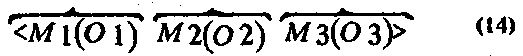 <M1(O1) M2(O2) M3(O3)> (14)